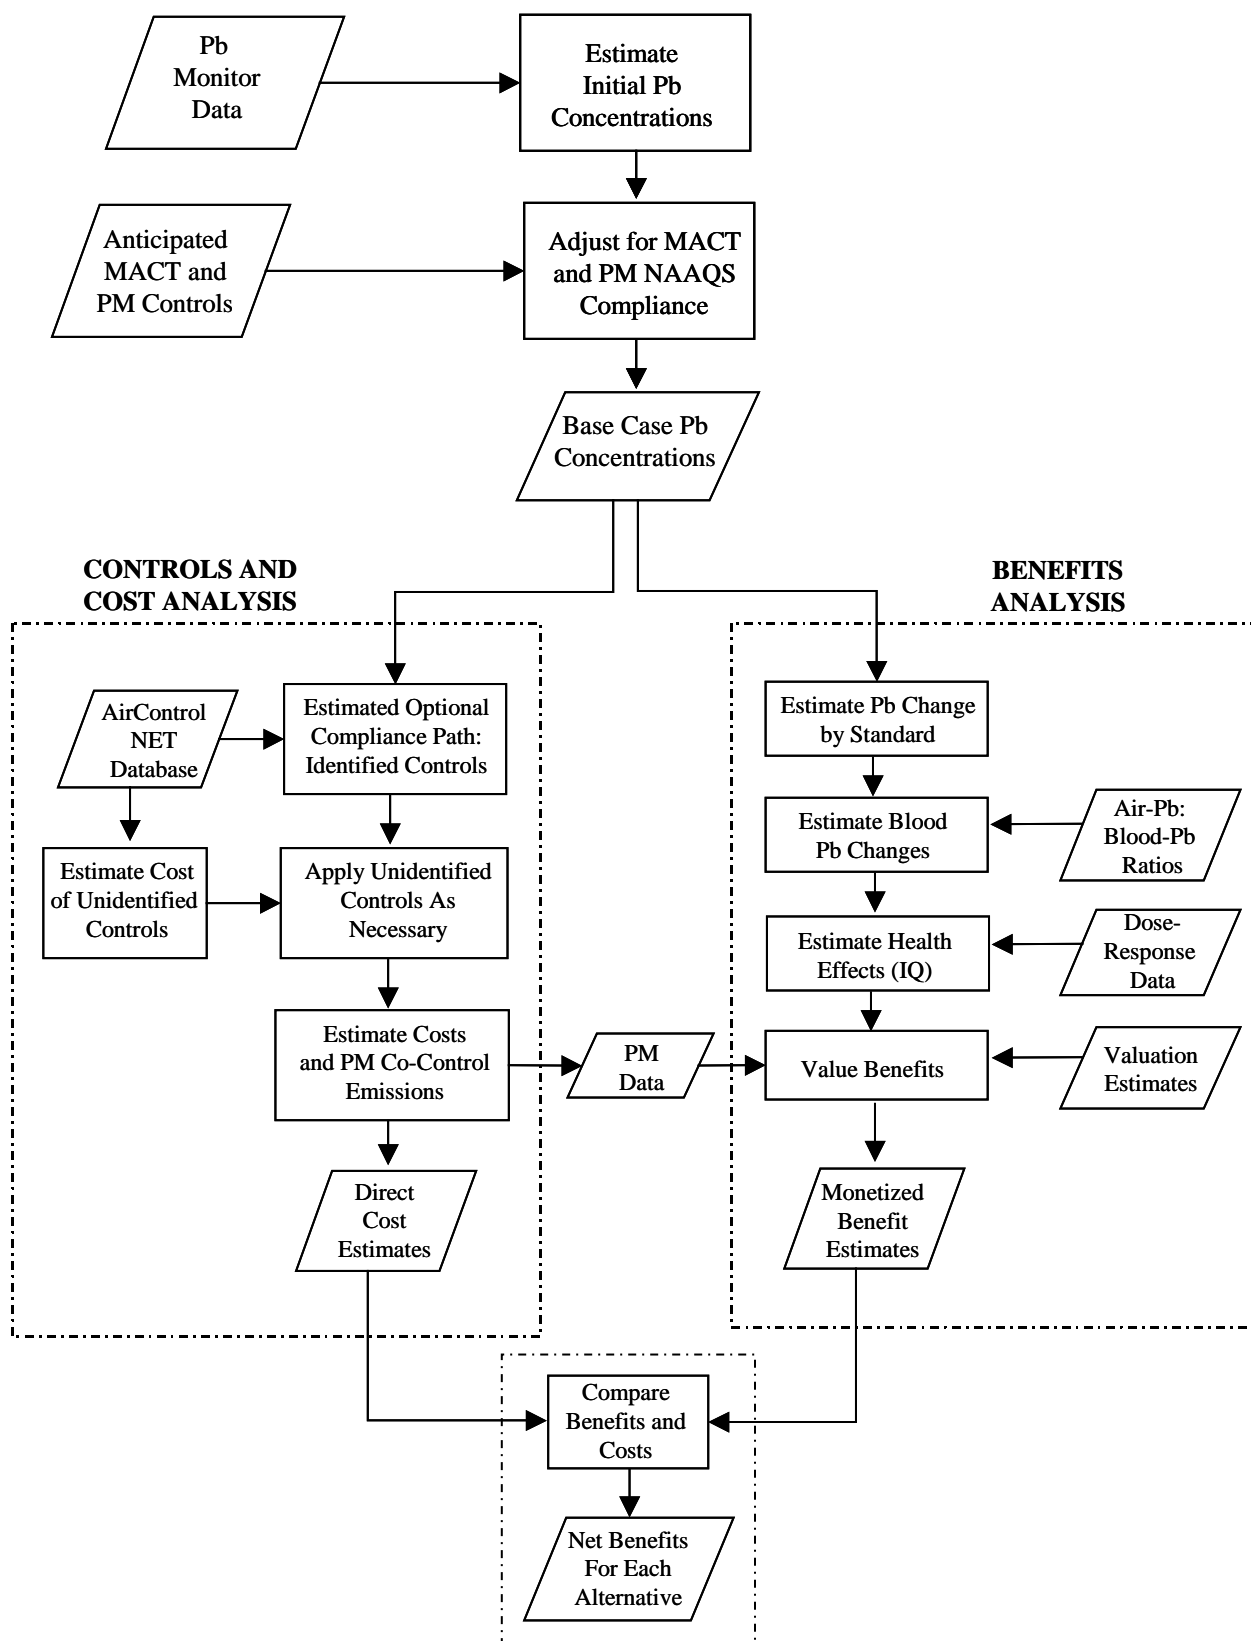 Pb
Monitor
Data
Estimate
Initial Pb
Concentrations
Anticipated
MACT and
PM Controls
Adjust for MACT
and PM NAAQS
Compliance
Base Case Pb
Concentrations
CONTROLS AND
COST ANALYSIS
AirControl
NET
Database
Estimated Optional
Compliance Path:
Identified Controls
Estimate Cost
of Unidentified
Controls
Apply Unidentified
Controls As
Necessary
Estimate Costs
and PM Co-Control
Emissions
PM
Data
Direct
Cost
Estimates
BENEFITS
ANALYSIS
Estimate Pb Change
by Standard
Estimate Blood
Pb Changes
Air-Pb:
Blood-Pb
Ratios
Estimate Health
Effects (IQ)
Dose-
Response
Data
Value Benefits
Valuation
Estimates
Monetized
Benefit
Estimates
Compare
Benefits and
Costs
Net Benefits
For Each
Alternative